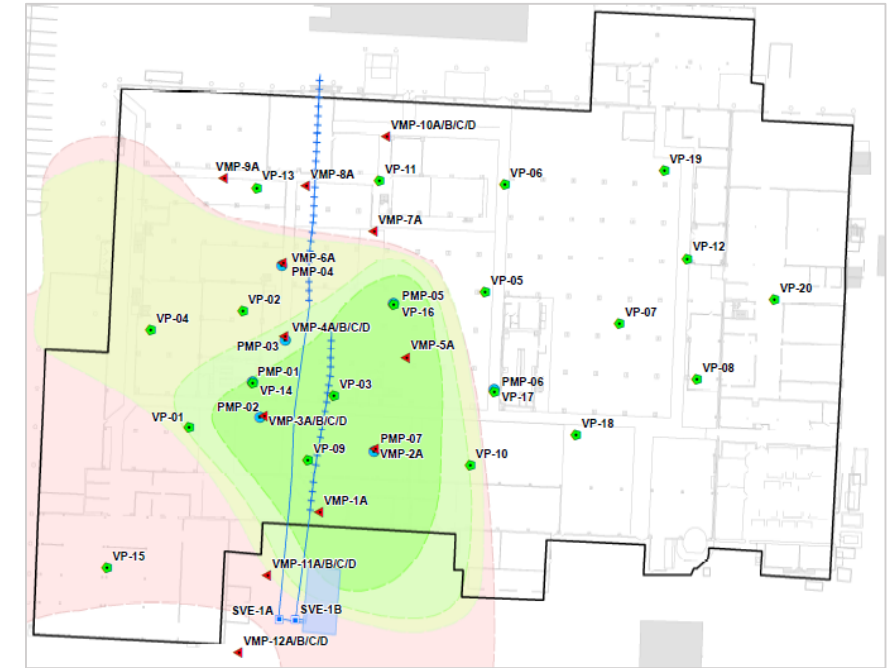 VMP-10A/B/C/D
VP-19
VMP-9A
VP-13
VMP-8A
VP-11
VP-06
VMP-7A
VP-12
VMP-6A
PMP-04
VP-05
PMP-05
VP-16
VP-20
VP-02
VP-04
VP-07
VMP-4A/B/C/D
PMP-03
VMP-5A
PMP-01
VP-14
VP-03
PMP-06
VP-17
VP-08
PMP-02
VMP-3A/B/C/D
VP-01
VP-18
PMP-07
VMP-2A
VP-09
VP-10
VMP-1A
VP-15
VMP-11A/B/C/D
SVE-1A
SVE-1B
VMP-12A/B/C/D